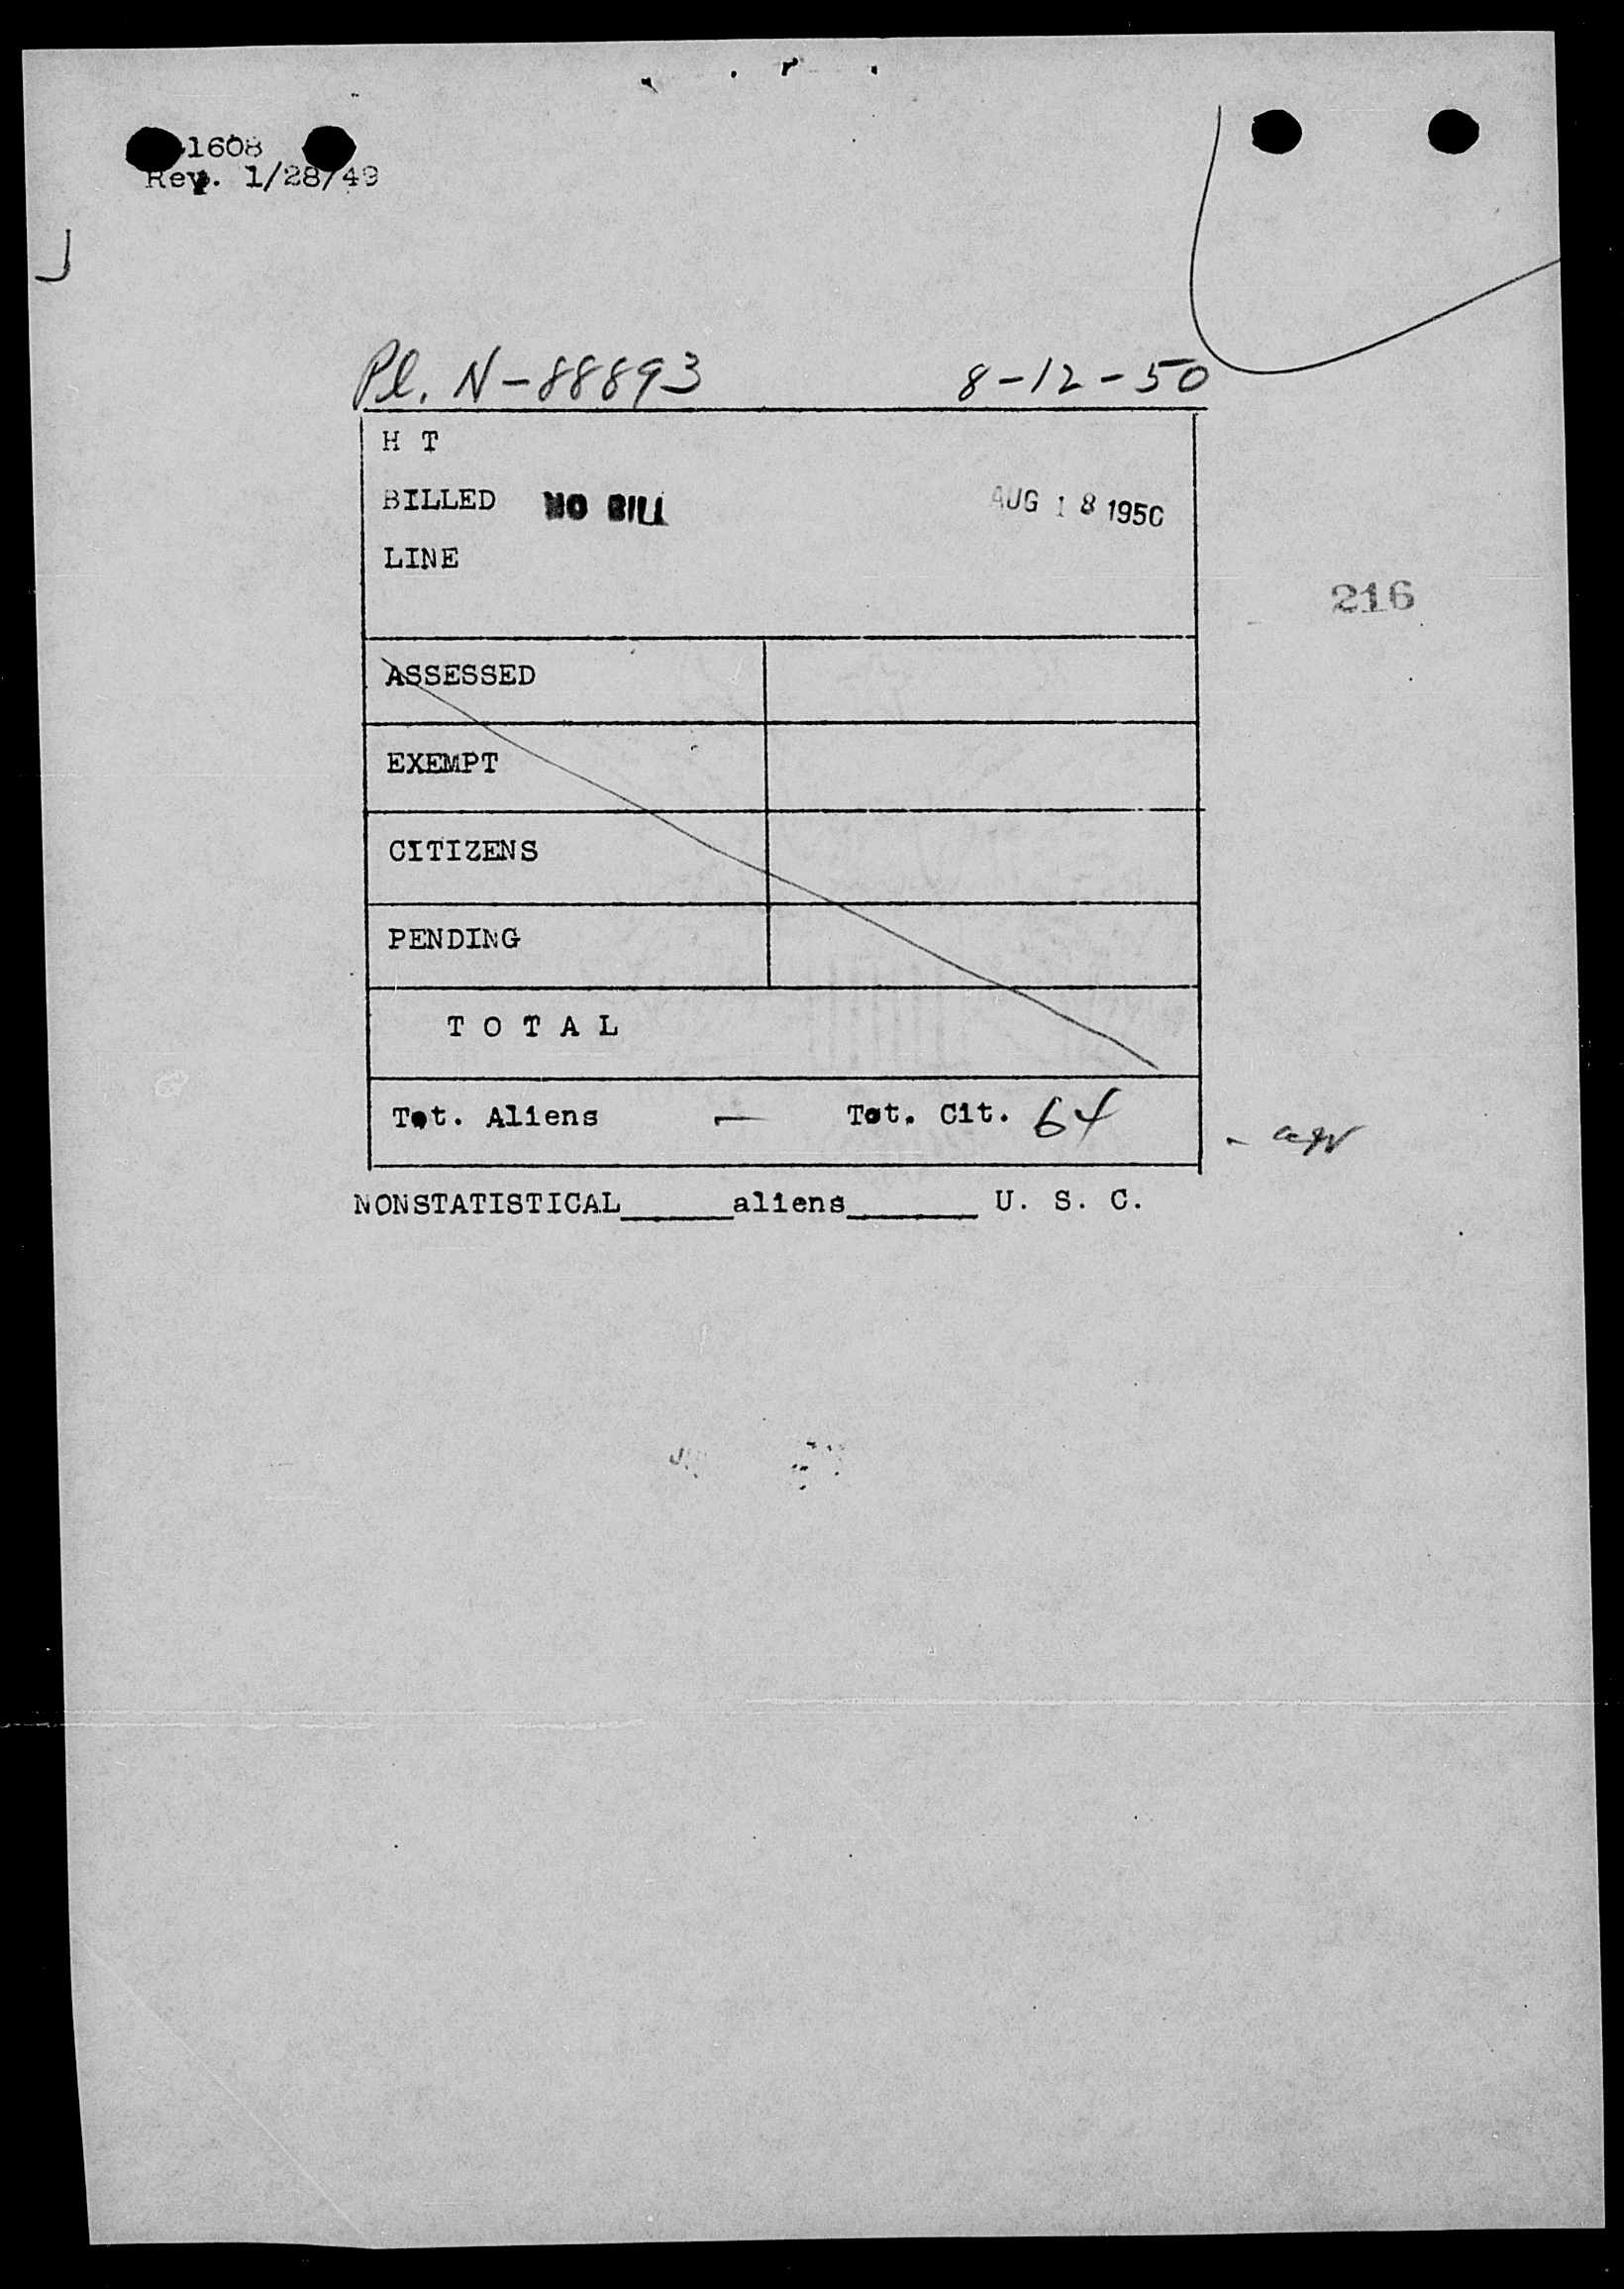 1608
Rev. 1/28/49
Pl. N-88893 8-12-50
H T
BILLED NO BILL AUG 18 1950
LINE
216
ASSESSED
EXEMPT
CITIZENS
PENDING
T O T A L
Tot. Aliens — Tot. Cit. 64
NONSTATISTICAL______aliens_______ U. S. C.